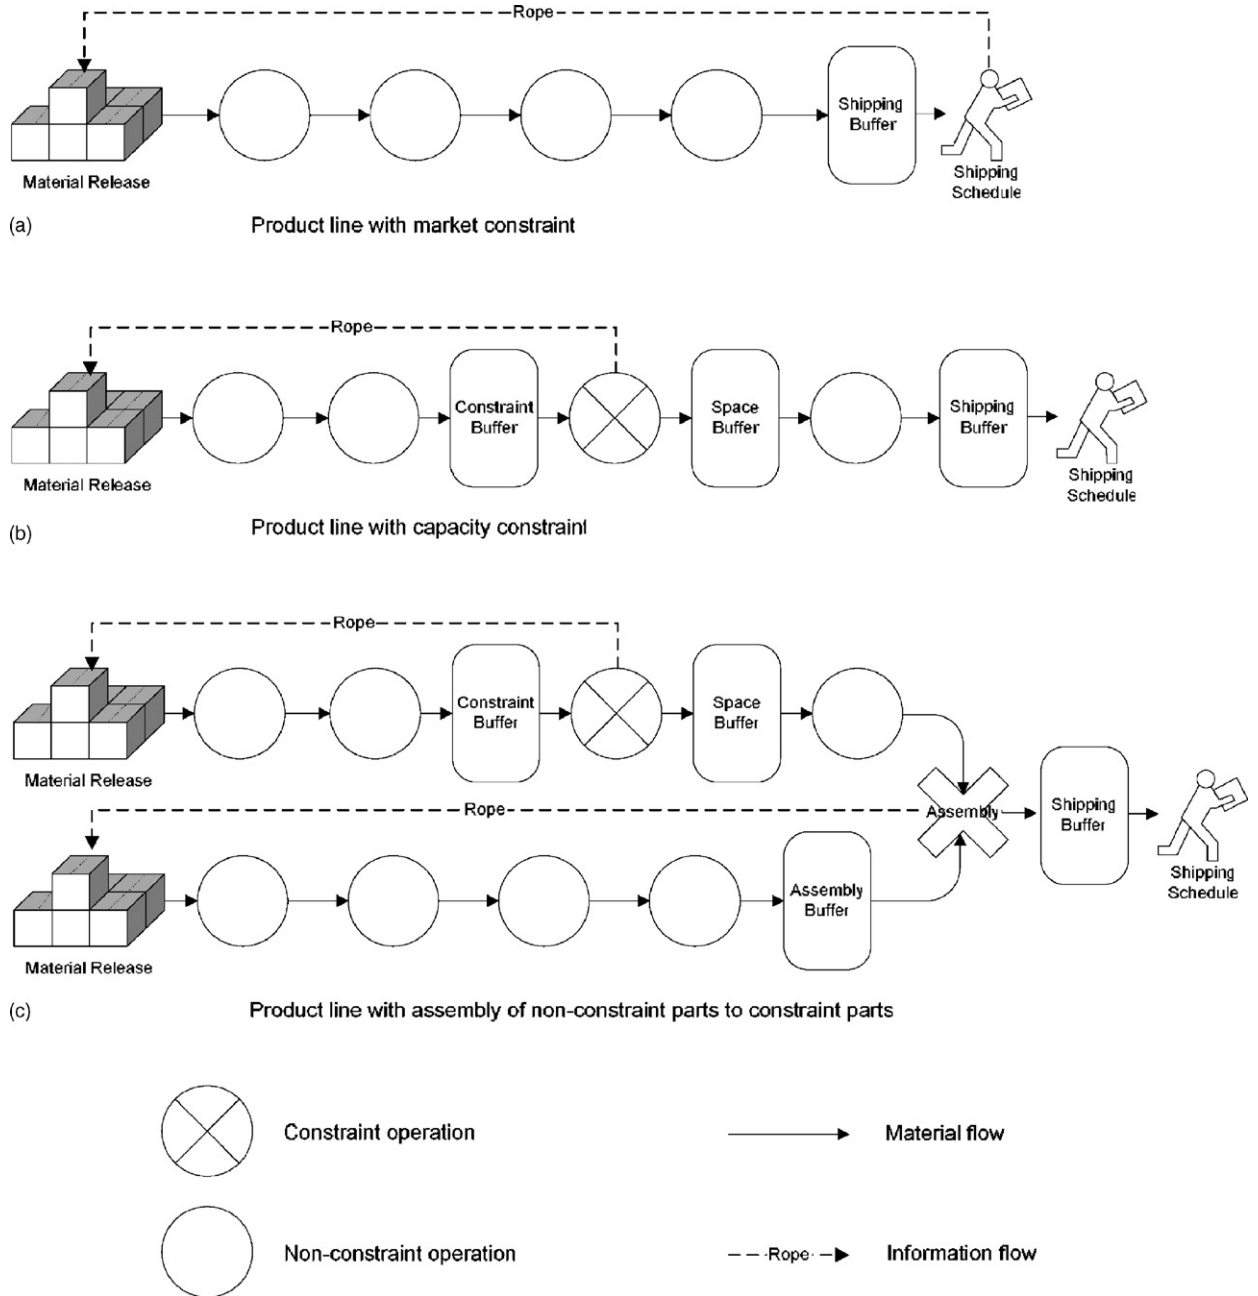 Rope
Shipping
Buffer
Material Release
Shipping
Schedule
(a)
Product line with market constraint
Rope
Constraint
Buffer
Space
Buffer
Shipping
Buffer
Material Release
Shipping
Schedule
(b)
Product line with capacity constraint
Rope
Constraint
Buffer
Space
Buffer
Material Release
Rope
Assembly
Shipping
Buffer
Assembly
Buffer
Shipping
Schedule
Material Release
(c)
Product line with assembly of non-constraint parts to constraint parts
Constraint operation
Material flow
Non-constraint operation
Rope
Information flow